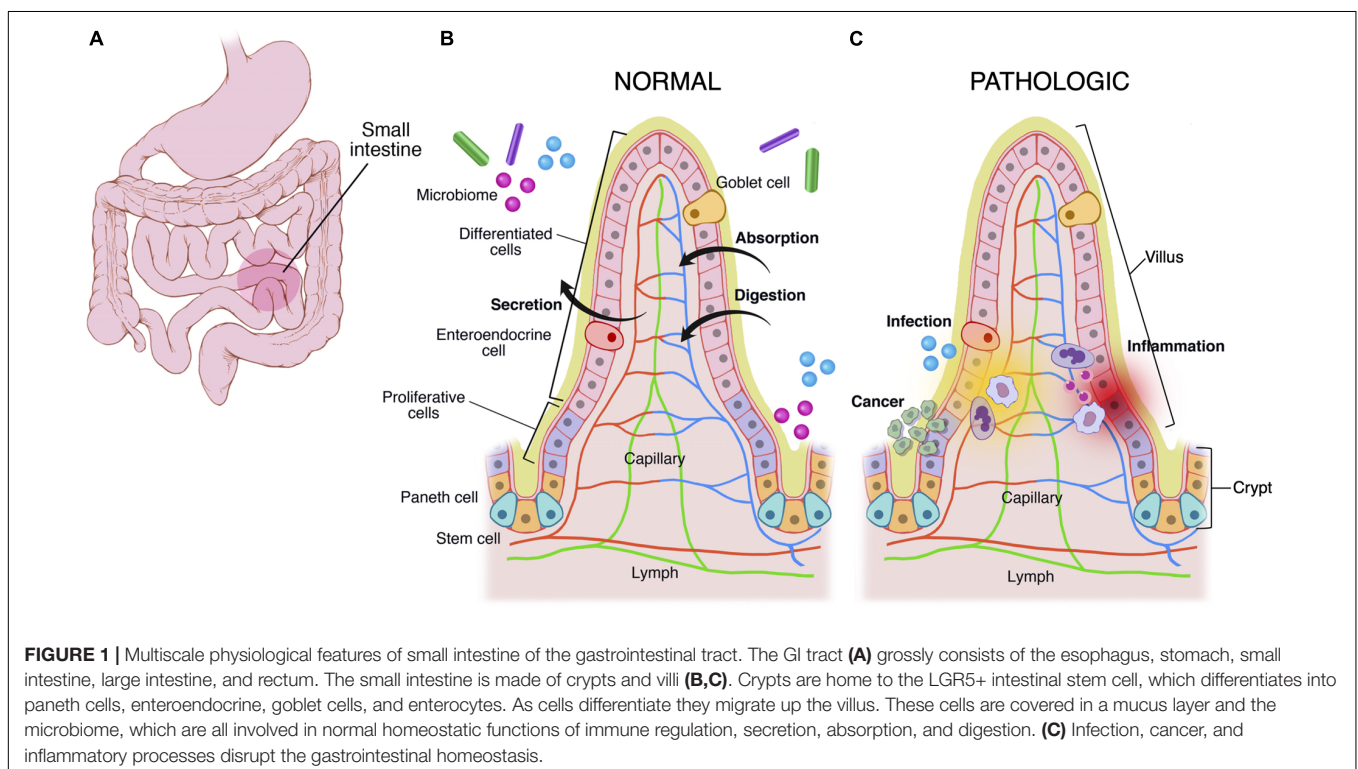 A
B
C
NORMAL
PATHOLOGIC
Small
intestine
Microbiome
Goblet cell
Differentiated
cells
Absorption
Villus
Secretion
Digestion
Enteroendocrine
cell
Infection
Inflammation
Proliferative
cells
Cancer
Capillary
Paneth cell
Capillary
Crypt
Stem cell
Lymph
Lymph
FIGURE 1 | Multiscale physiological features of small intestine of the gastrointestinal tract. The GI tract (A) grossly consists of the esophagus, stomach, small
intestine, large intestine, and rectum. The small intestine is made of crypts and villi (B,C). Crypts are home to the LGR5+ intestinal stem cell, which differentiates into
paneth cells, enteroendocrine, goblet cells, and enterocytes. As cells differentiate they migrate up the villus. These cells are covered in a mucus layer and the
microbiome, which are all involved in normal homeostatic functions of immune regulation, secretion, absorption, and digestion. (C) Infection, cancer, and
inflammatory processes disrupt the gastrointestinal homeostasis.